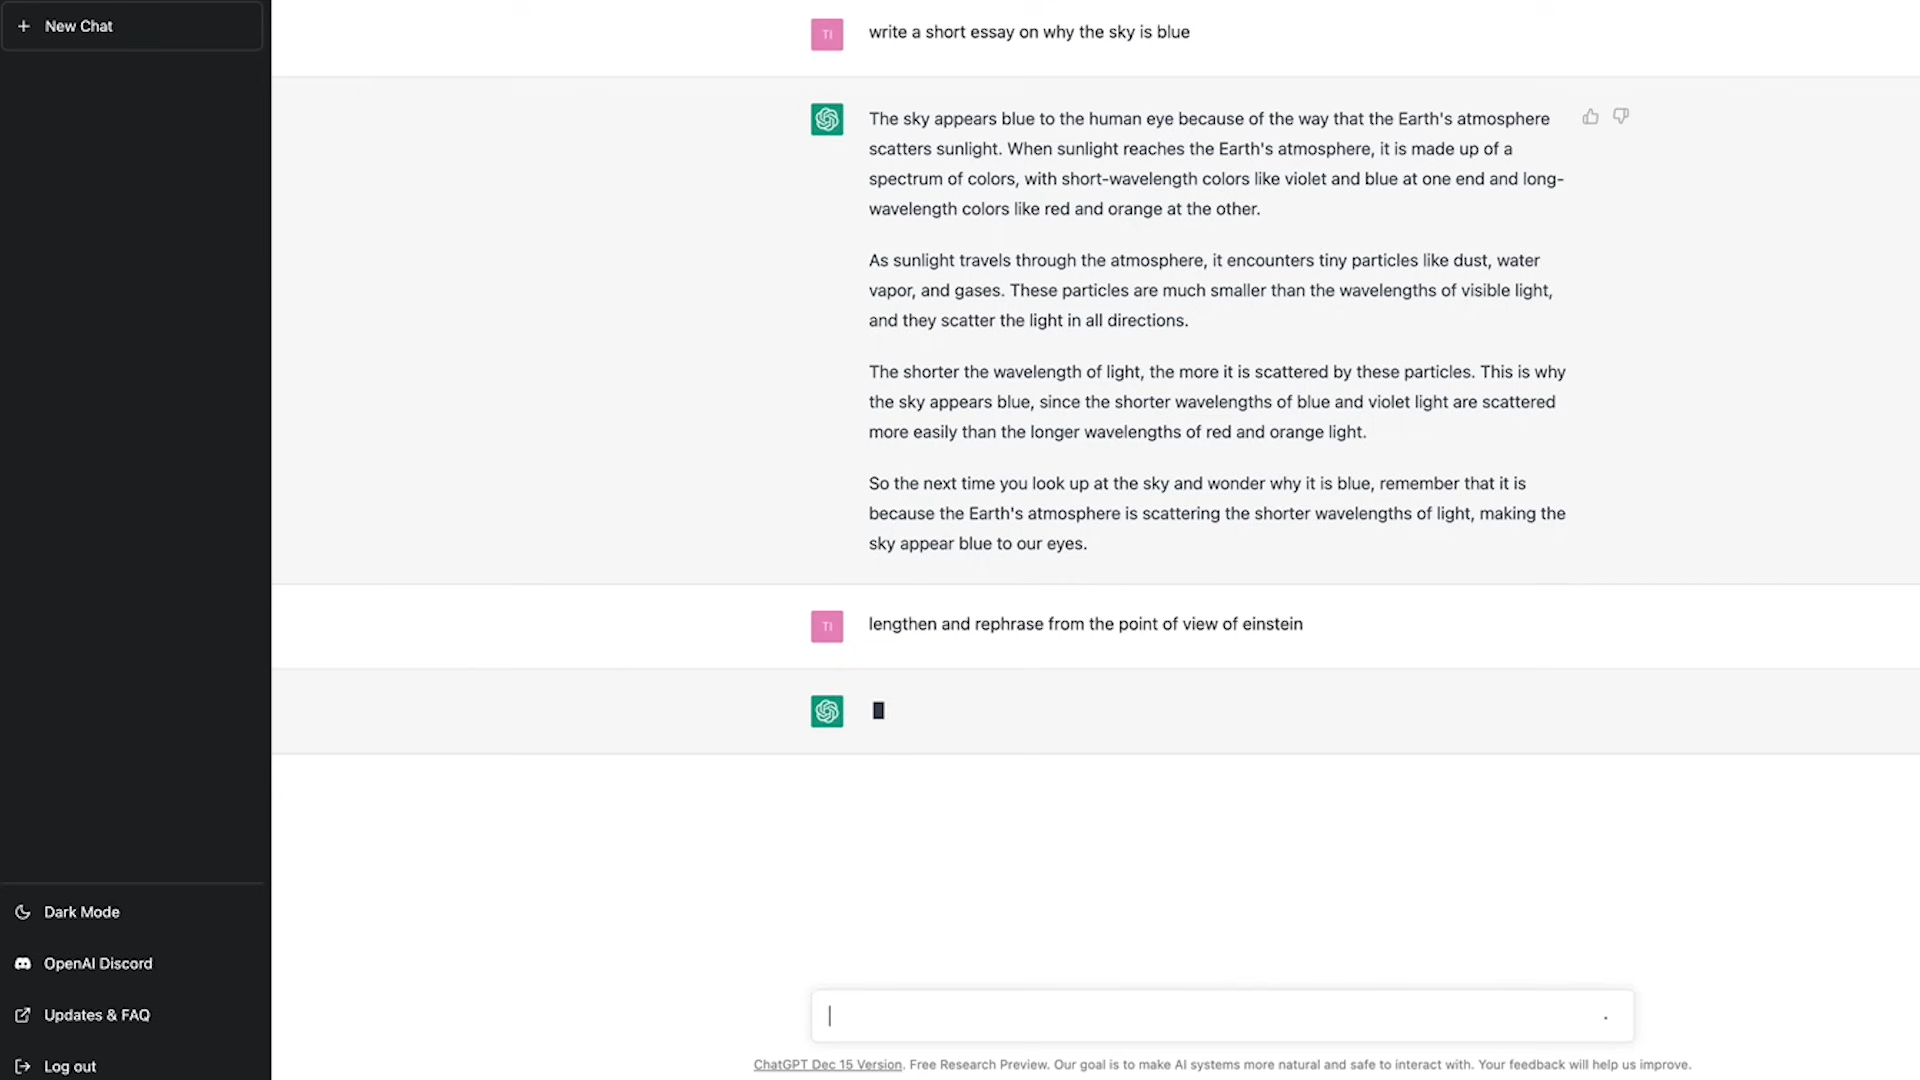 New Chat
TI
write a short essay on why the sky is blue
The sky appears blue to the human eye because of the way that the Earth's atmosphere
scatters sunlight. When sunlight reaches the Earth's atmosphere, it is made up of a
spectrum of colors, with short-wavelength colors like violet and blue at one end and long-
wavelength colors like red and orange at the other.
As sunlight travels through the atmosphere, it encounters tiny particles like dust, water
vapor, and gases. These particles are much smaller than the wavelengths of visible light,
and they scatter the light in all directions.
The shorter the wavelength of light, the more it is scattered by these particles. This is why
the sky appears blue, since the shorter wavelengths of blue and violet light are scattered
more easily than the longer wavelengths of red and orange light.
So the next time you look up at the sky and wonder why it is blue, remember that it is
because the Earth's atmosphere is scattering the shorter wavelengths of light, making the
sky appear blue to our eyes.
TI
lengthen and rephrase from the point of view of einstein
Dark Mode
OpenAI Discord
Updates & FAQ
Log out
ChatGPT Dec 15 Version. Free Research Preview. Our goal is to make AI systems more natural and safe to interact with. Your feedback will help us improve.